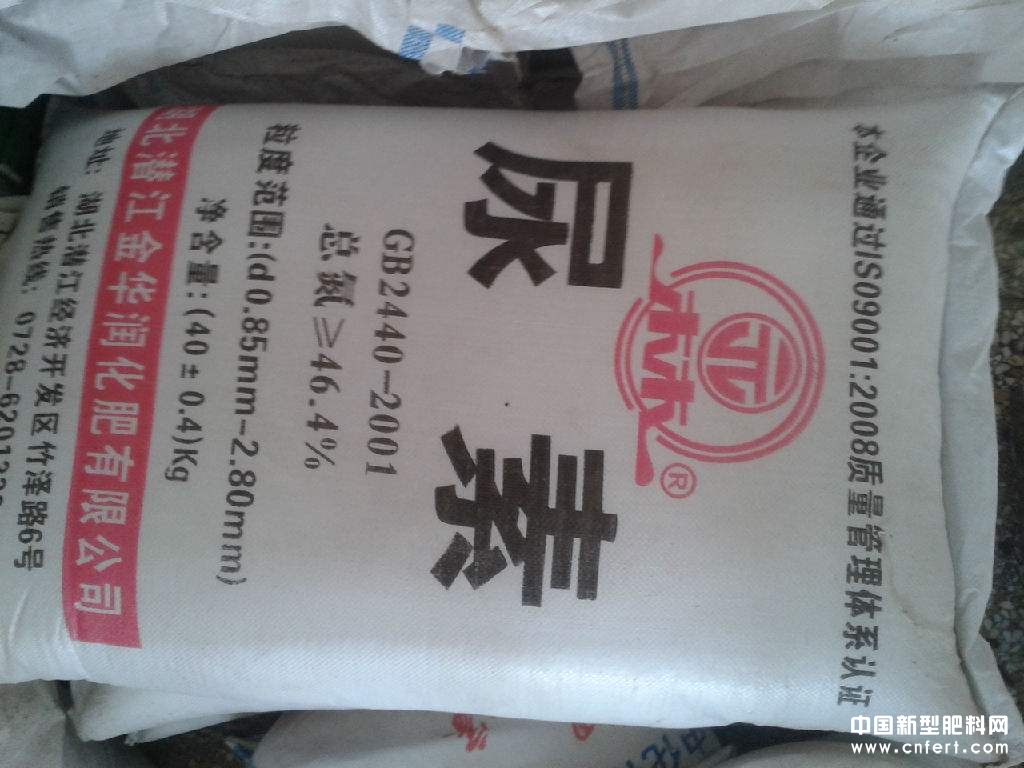 本企业通过ISO9001:2008质量管理体系认证
®
尿素
GB2440-2001
总氮≥46.4%
粒度范围:(d0.85mm-2.80mm)
净含量:(40±0.4)Kg
湖北潜江金华润化肥有限公司
地址:湖北潜江经济开发区竹泽路6号
销售热线:0728-62013
中国新型肥料网
www.cnfert.com